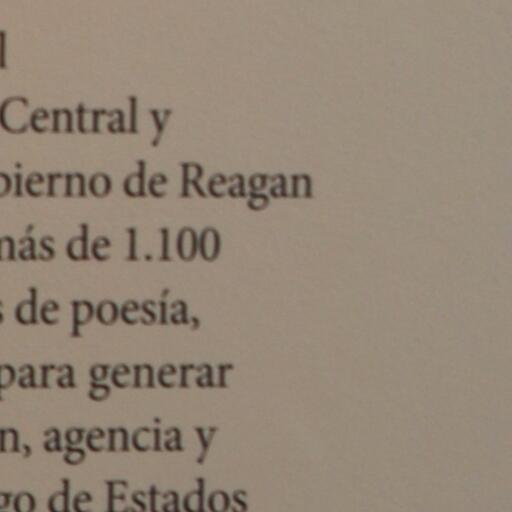 l
Central y
bierno de Reagan
más de 1.100
s de poesía,
para generar
n, agencia y
go de Estados